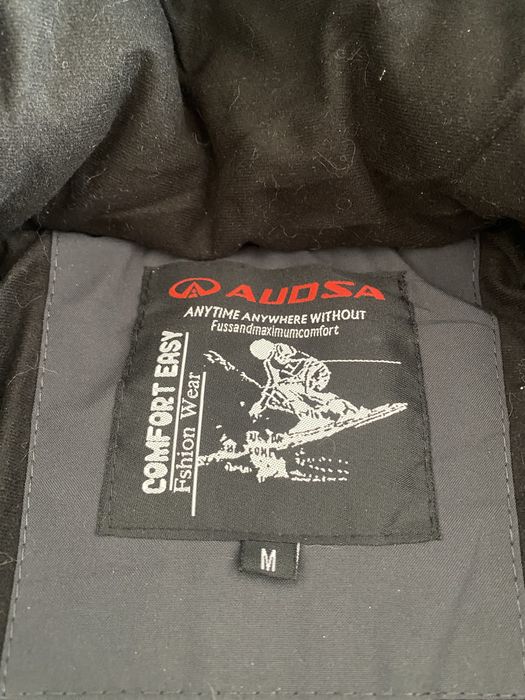 AUDSA
ANYTIME ANYWHERE WITHOUT
Fussandmaximumcomfort
COMFORT EASY
Fshion Wear
M